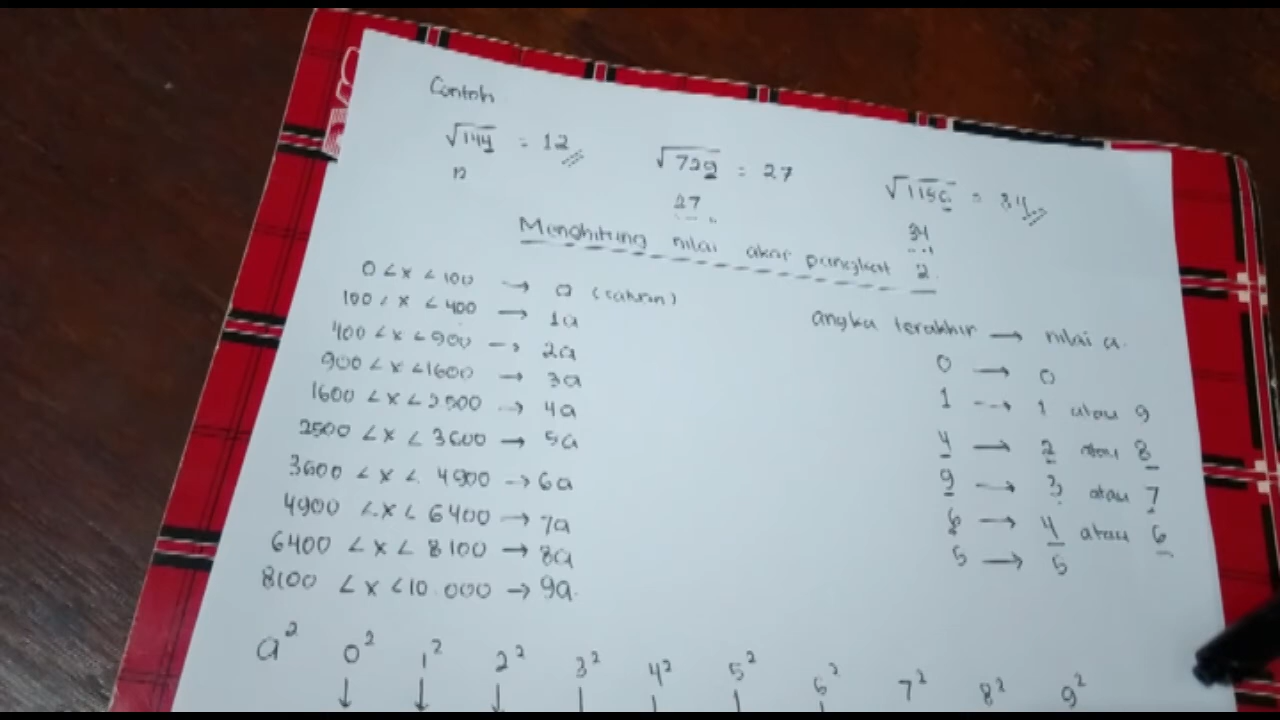 Contoh
√144 = 12
12
√729 = 27
27
√1156 = 34
34
Menghitung nilai akar pangkat 2.
0 < x < 100 → a (satuan)
100 < x < 400 → 1a
400 < x < 900 → 2a
900 < x < 1600 → 3a
1600 < x < 2500 → 4a
2500 < x < 3600 → 5a
3600 < x < 4900 → 6a
4900 < x < 6400 → 7a
6400 < x < 8100 → 8a
8100 < x < 10.000 → 9a
angka terakhir → nilai a.
0 → 0
1 → 1 atau 9
4 → 2 atau 8
9 → 3 atau 7
6 → 4 atau 6
5 → 5
a² 0² 1² 2² 3² 4² 5² 6² 7² 8² 9²